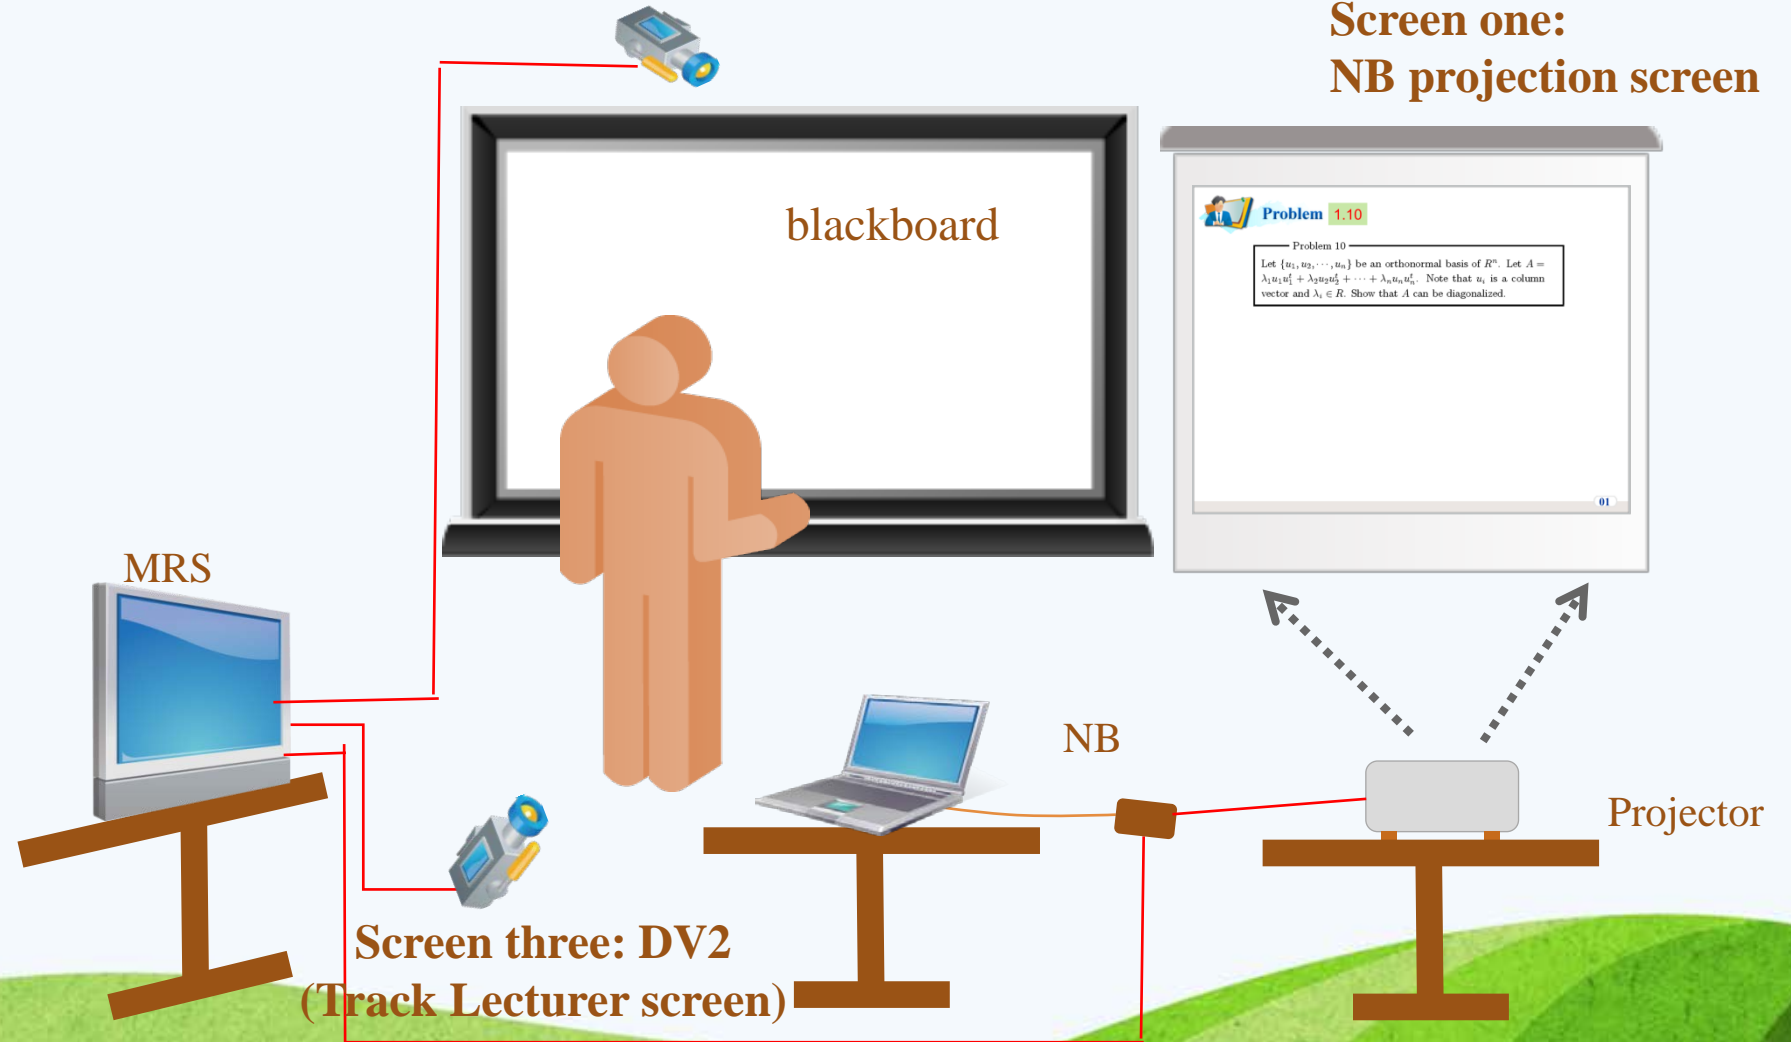 Screen one:
NB projection screen
blackboard
Problem 1.10
Problem 10
Let {u₁, u₂, ⋯, uₙ} be an orthonormal basis of Rⁿ. Let A =
λ₁u₁u₁ᵗ + λ₂u₂u₂ᵗ + ⋯ + λₙuₙuₙᵗ. Note that uᵢ is a column
vector and λᵢ ∈ R. Show that A can be diagonalized.
01
MRS
NB
Projector
Screen three: DV2
(Track Lecturer screen)